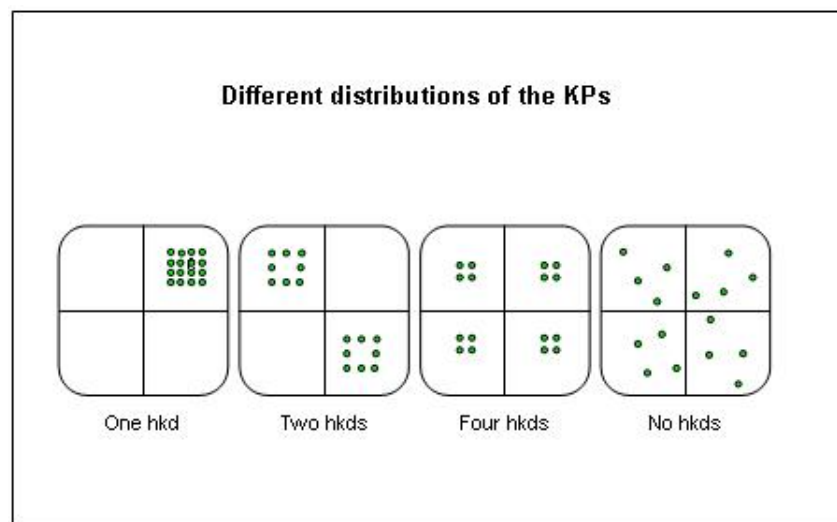 Different distributions of the KPs
One hkd
Two hkds
Four hkds
No hkds